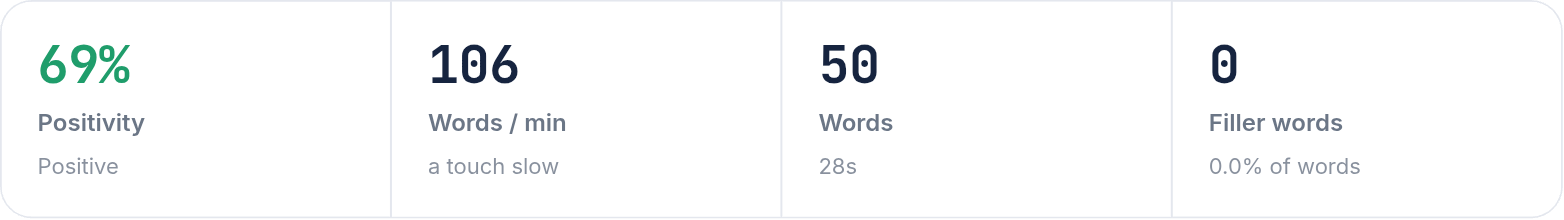 69%
Positivity
Positive
106
Words / min
a touch slow
50
Words
28s
0
Filler words
0.0% of words